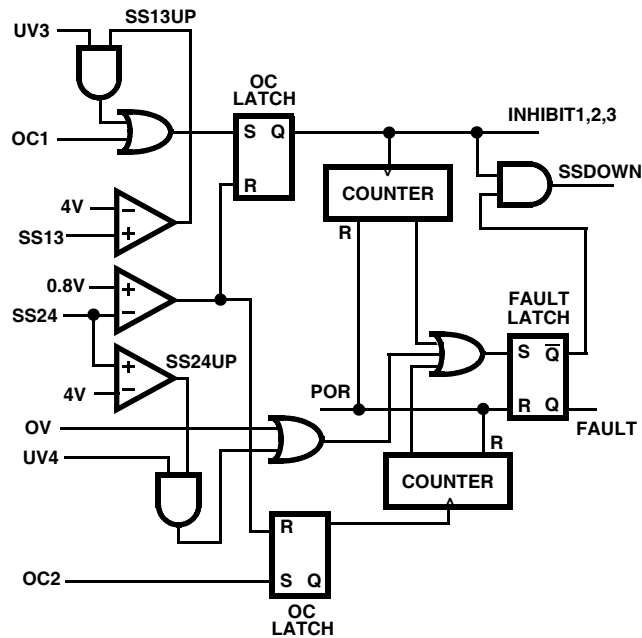 SS13UP
UV3
OC
LATCH
INHIBIT1,2,3
S Q
OC1
R
SSDOWN
COUNTER
4V
− 
+
SS13
R
0.8V
+
−
SS24
FAULT
LATCH
SS24UP
S Q
+
−
4V
POR
R Q
OV
FAULT
R
UV4
COUNTER
R
OC2
S Q
OC
LATCH